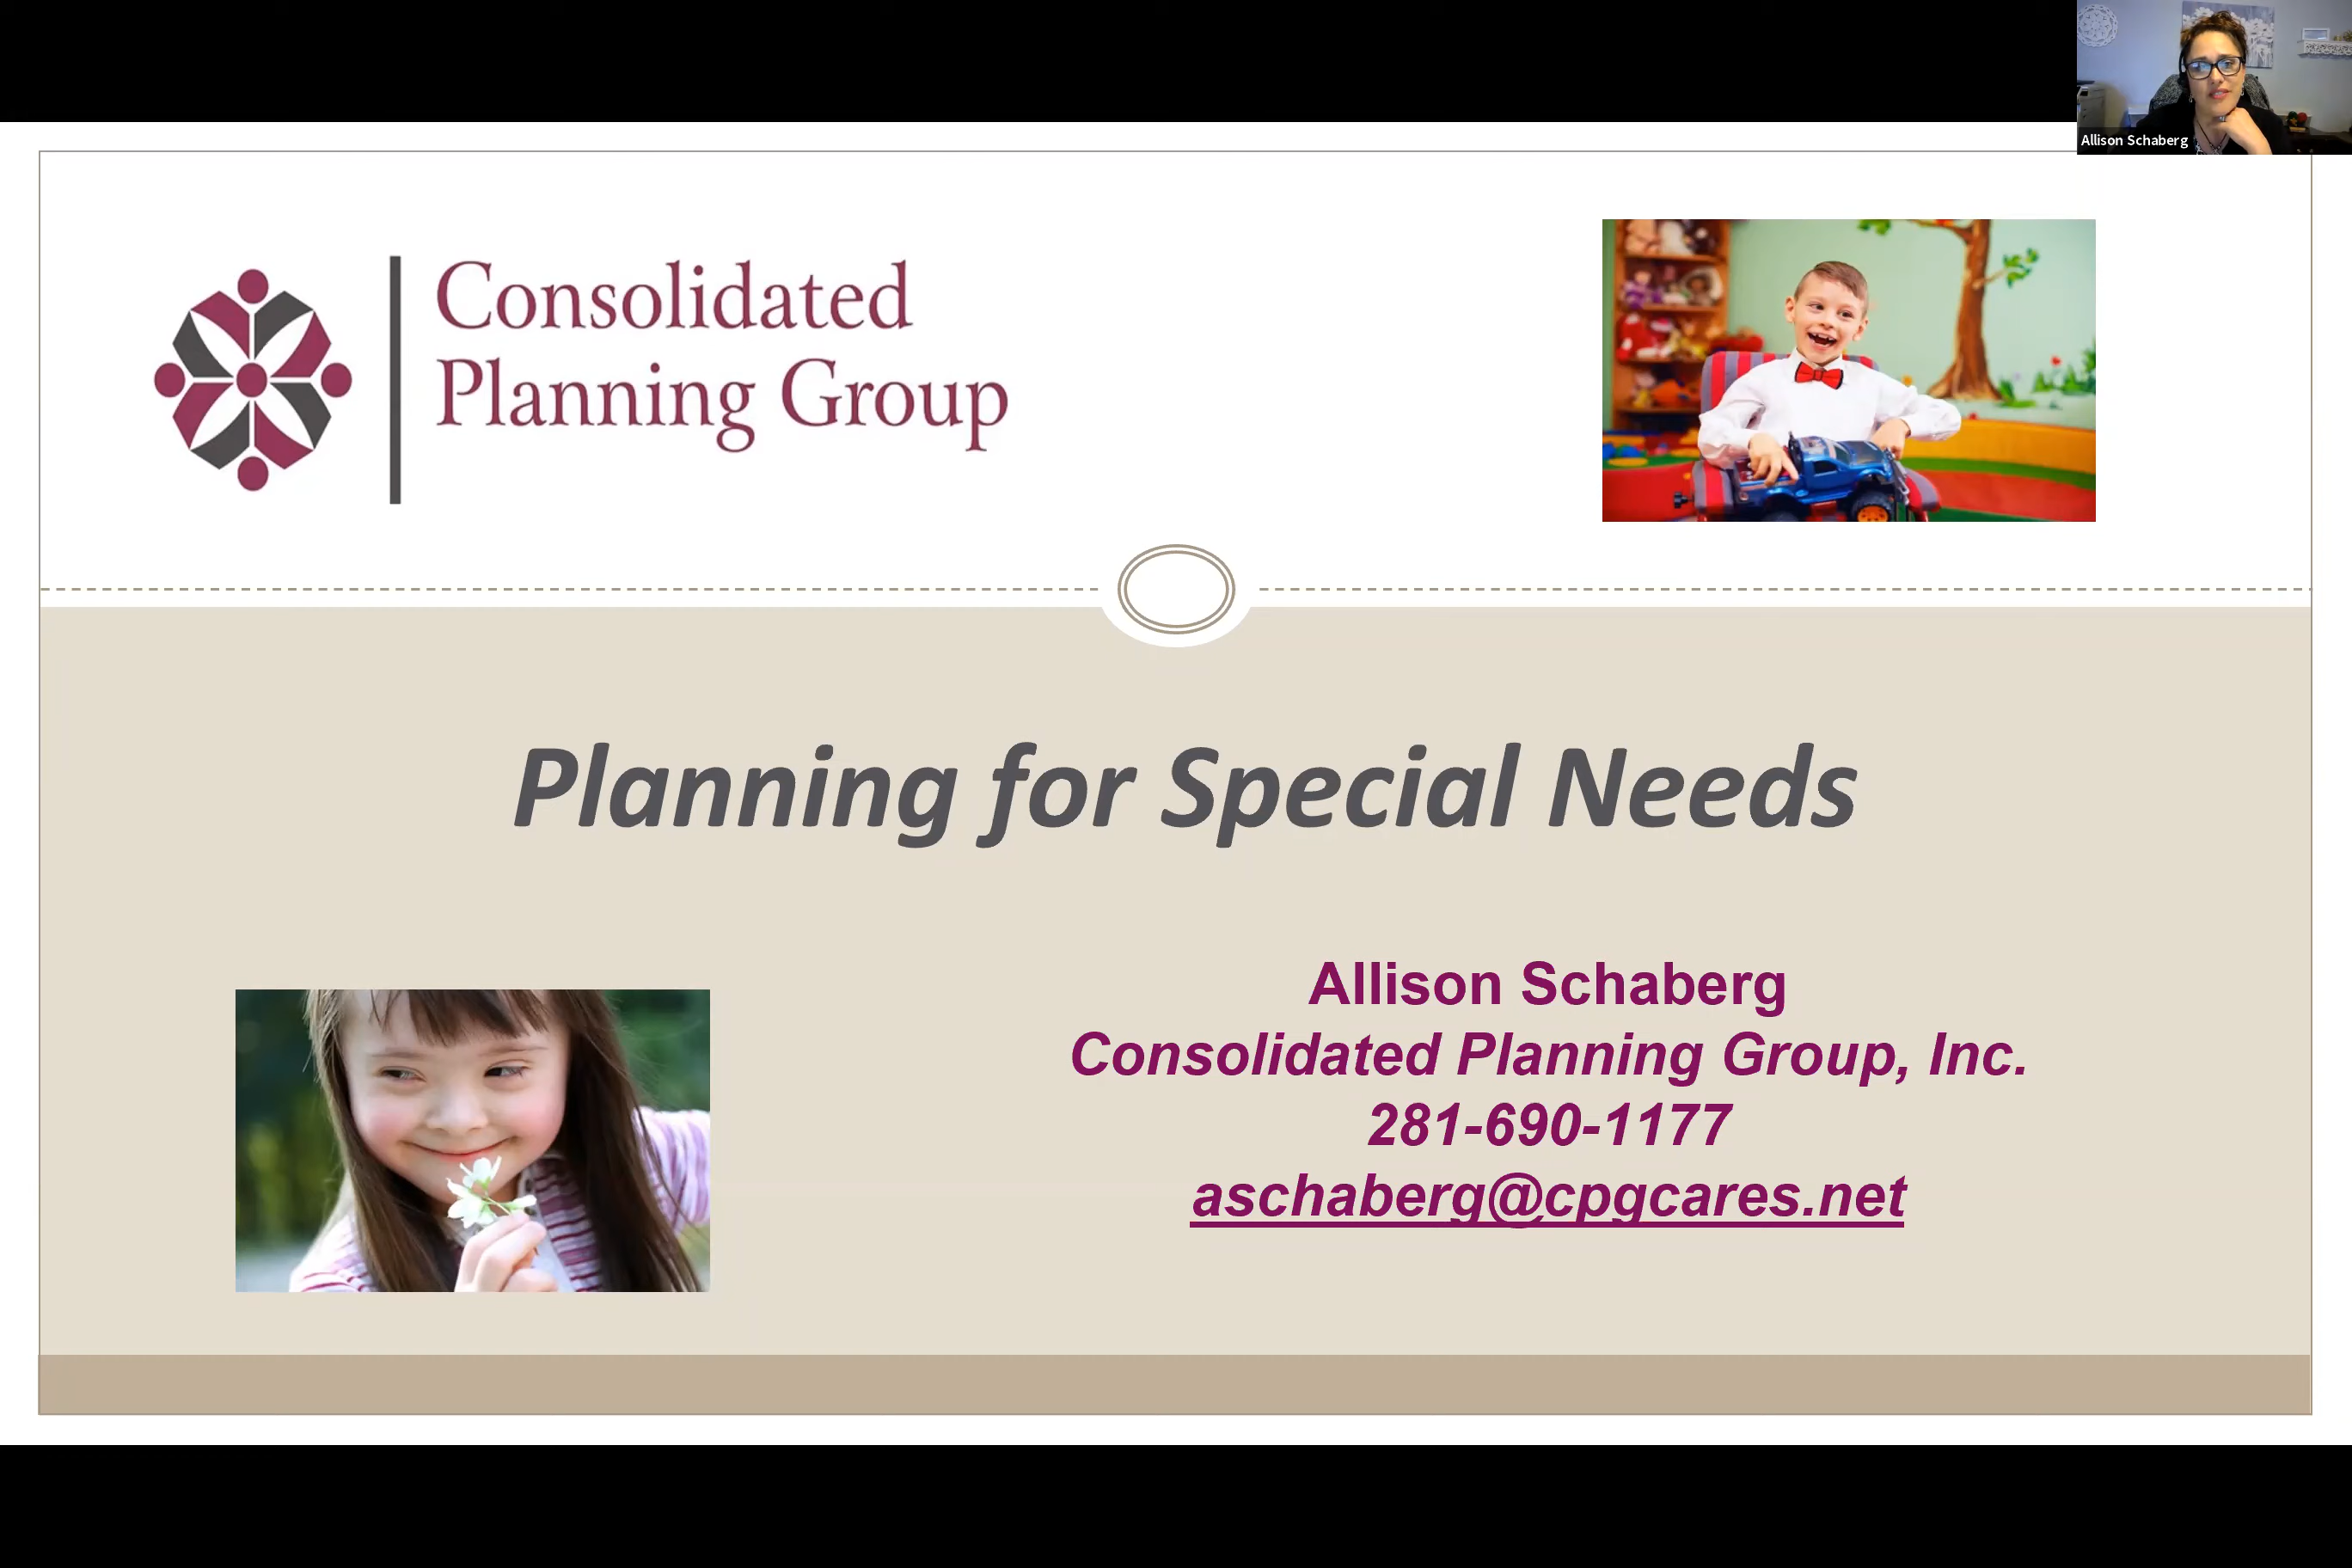 Allison Schaberg
Consolidated
Planning Group
Planning for Special Needs
Allison Schaberg
Consolidated Planning Group, Inc.
281-690-1177
aschaberg@cpgcares.net